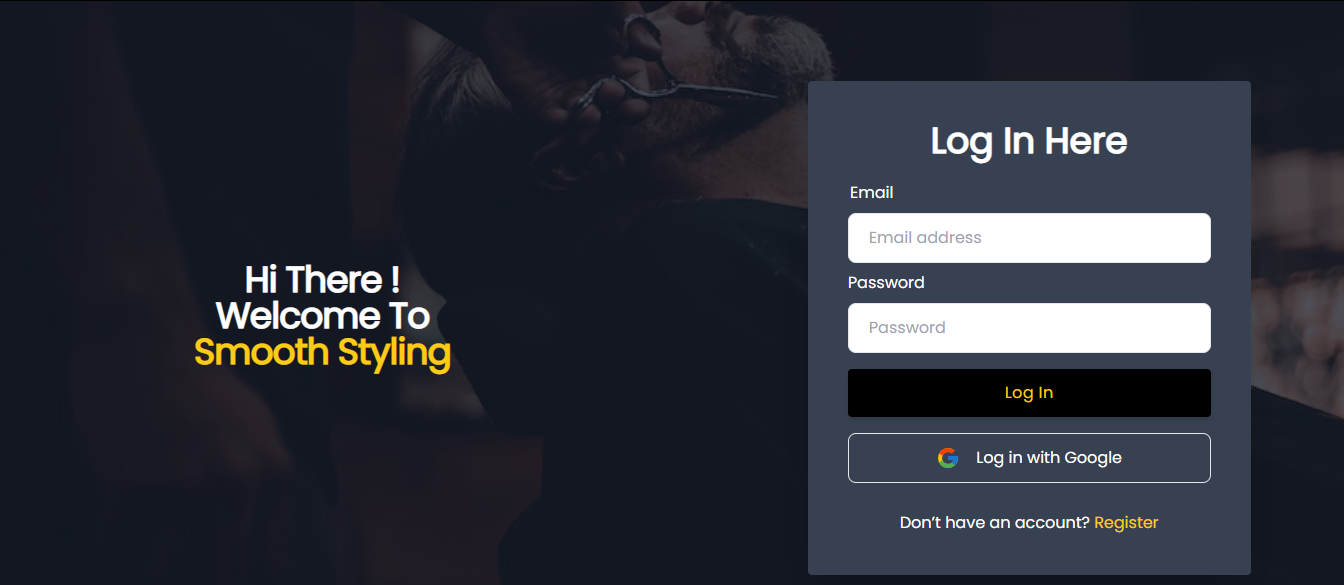 Hi There !
Welcome To
Smooth Styling
Log In Here
Email
Email address
Password
Password
Log In
Log in with Google
Don’t have an account? Register